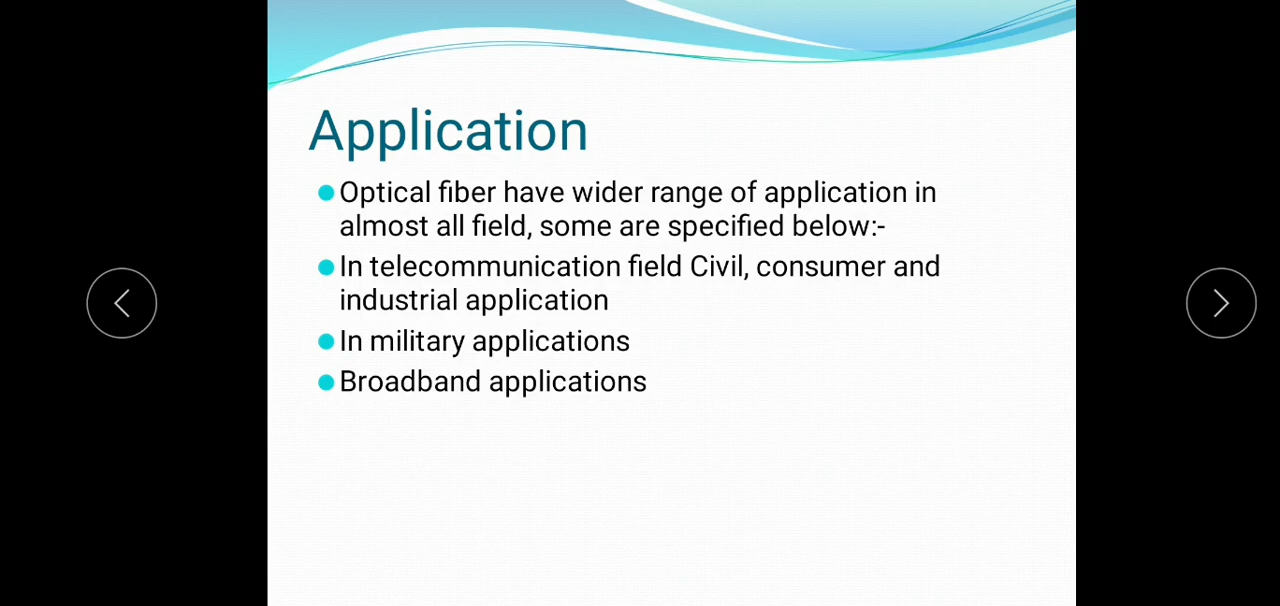 Application
Optical fiber have wider range of application in
almost all field, some are specified below:-
In telecommunication field Civil, consumer and
industrial application
In military applications
Broadband applications